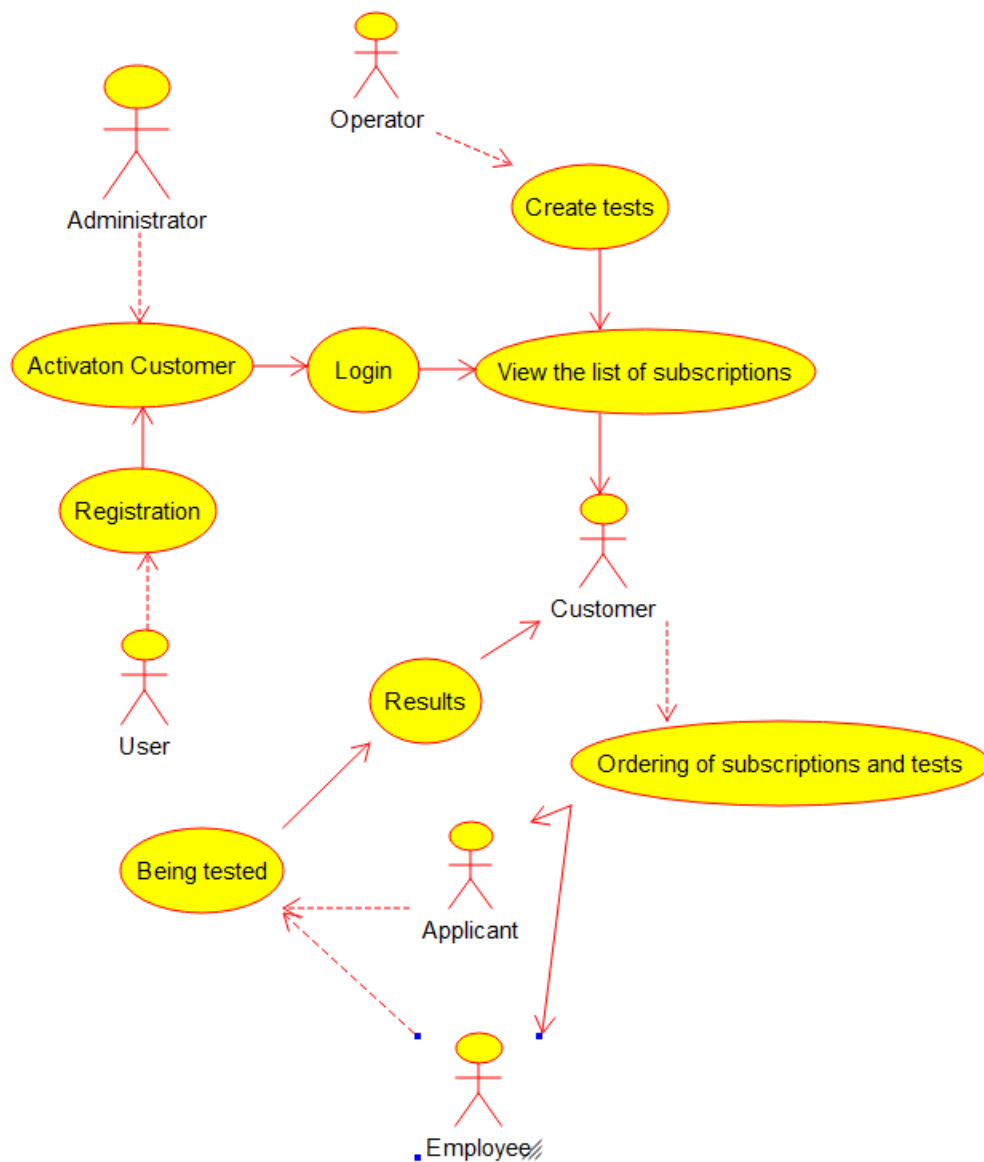 Operator
Administrator
Create tests
Activaton Customer
Login
View the list of subscriptions
Registration
Customer
User
Results
Ordering of subscriptions and tests
Being tested
Applicant
Employee